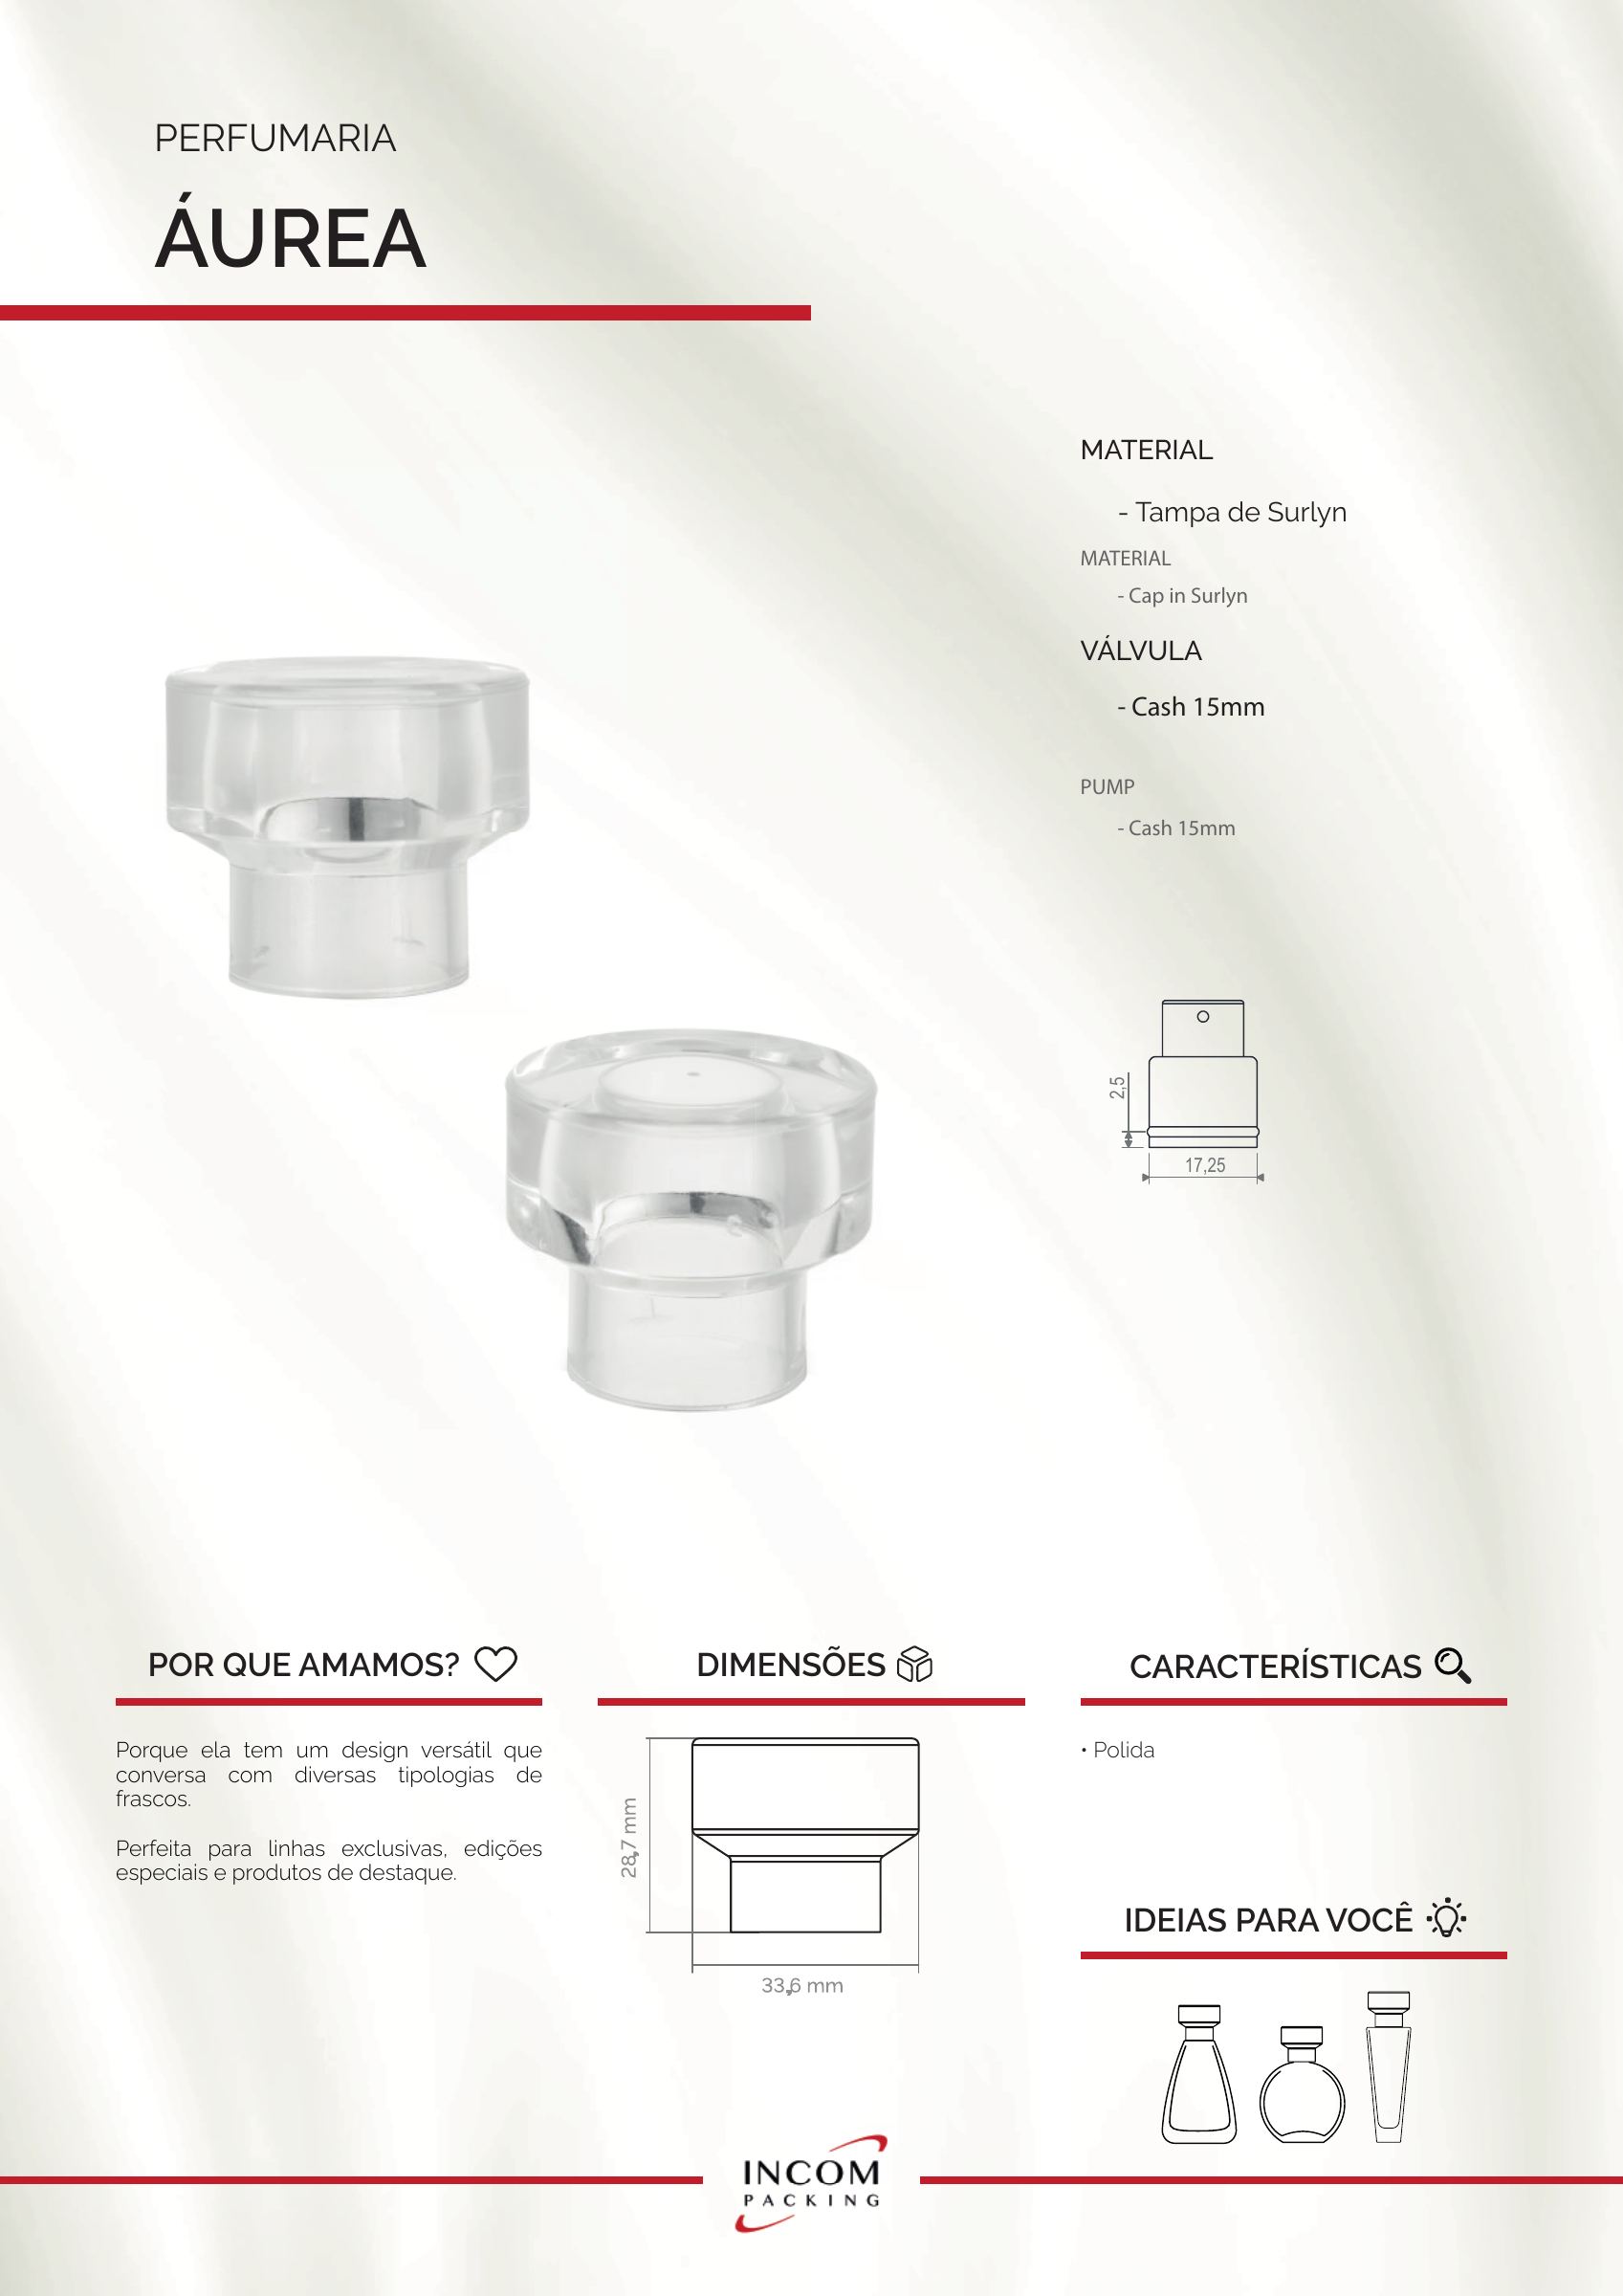 PERFUMARIA
ÁUREA
MATERIAL
- Tampa de Surlyn
MATERIAL
- Cap in Surlyn
VÁLVULA
- Cash 15mm
PUMP
- Cash 15mm
2,5
17,25
POR QUE AMAMOS?
Porque ela tem um design versátil que
conversa com diversas tipologias de
frascos.
Perfeita para linhas exclusivas, edições
especiais e produtos de destaque.
DIMENSÕES
28,7 mm
33,6 mm
CARACTERÍSTICAS
• Polida
IDEIAS PARA VOCÊ
INCOM
PACKING